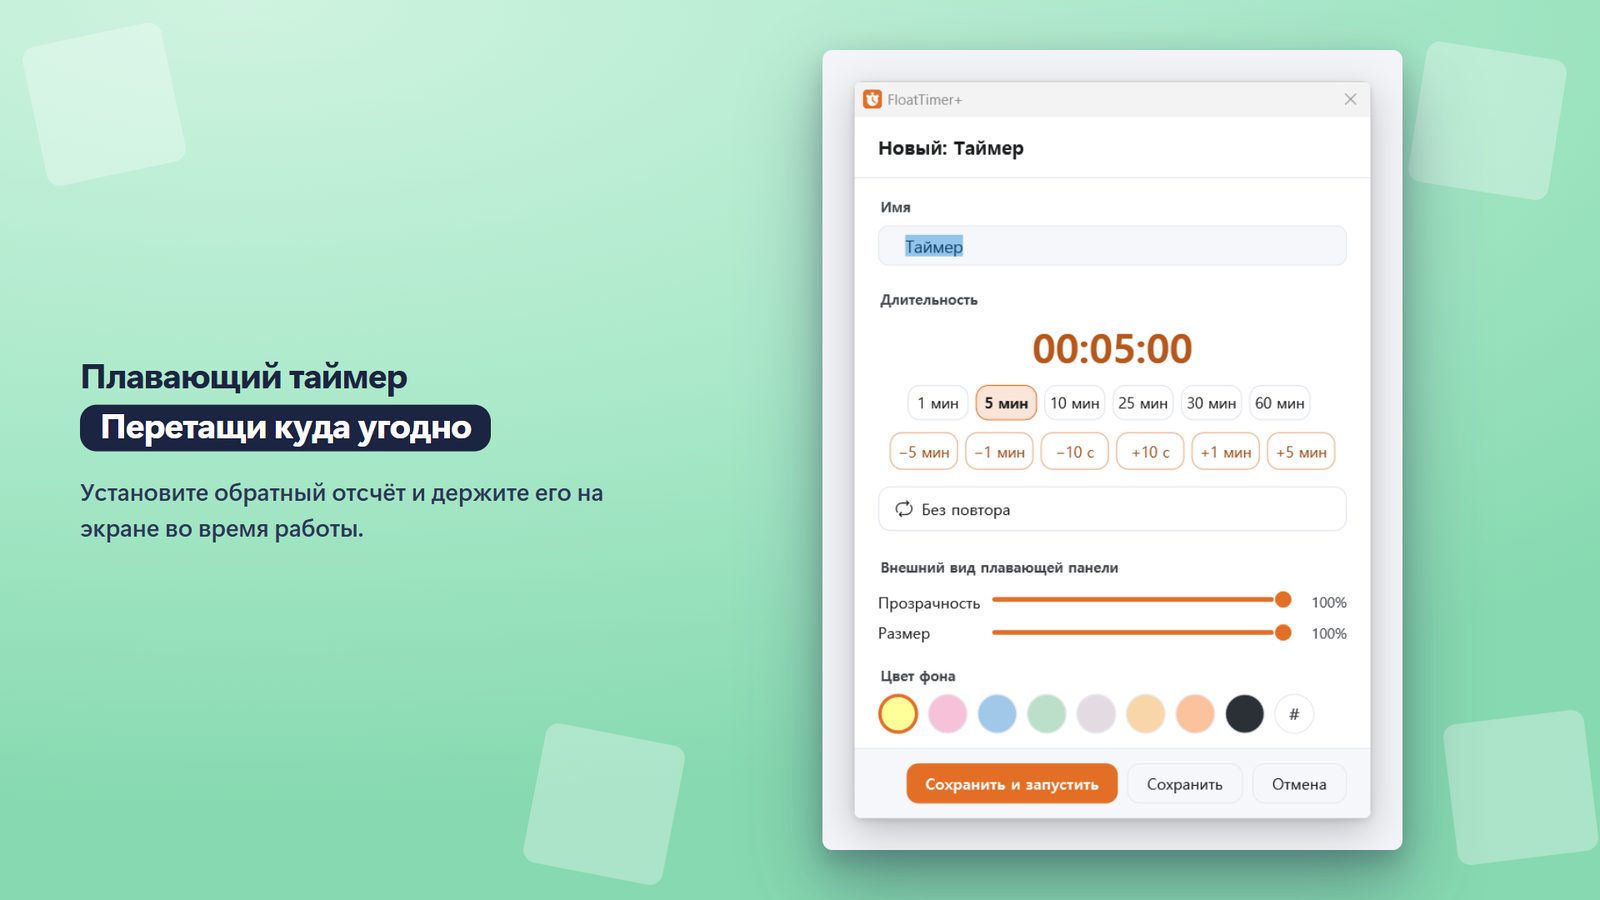 Плавающий таймер
Перетащи куда угодно
Установите обратный отсчёт и держите его на
экране во время работы.
FloatTimer+
Новый: Таймер
Имя
Таймер
Длительность
00:05:00
1 мин 5 мин 10 мин 25 мин 30 мин 60 мин
−5 мин −1 мин −10 с +10 с +1 мин +5 мин
Без повтора
Внешний вид плавающей панели
Прозрачность 100%
Размер 100%
Цвет фона
#
Сохранить и запустить Сохранить Отмена